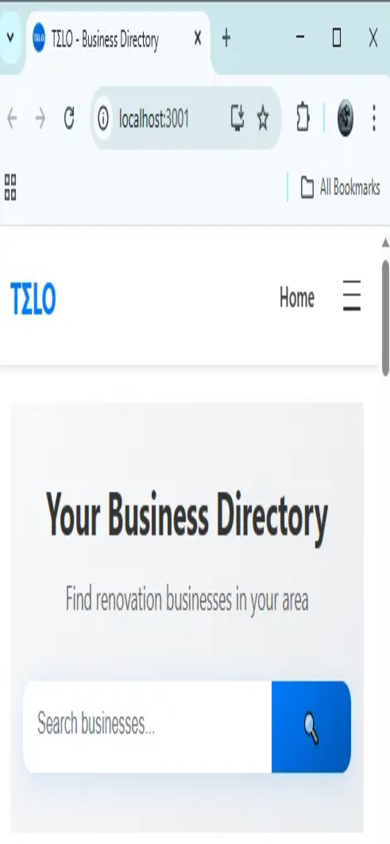 TΣLO - Business Directory
localhost:3001
All Bookmarks
TΣLO
Home
Your Business Directory
Find renovation businesses in your area
Search businesses...